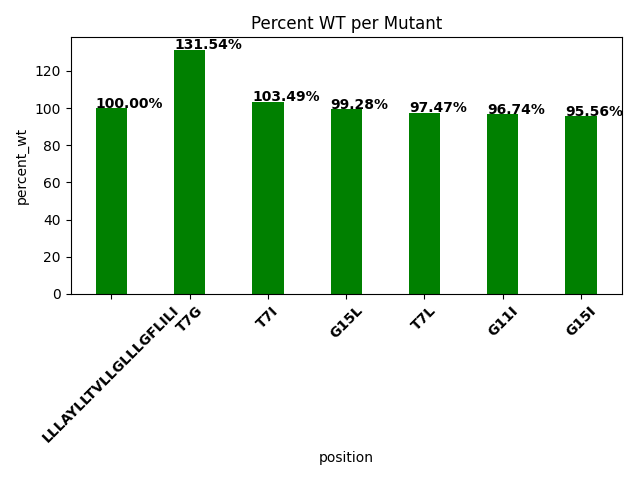 Percent WT per Mutant
percent_wt
120
100
80
60
40
20
0
100.00%
131.54%
103.49%
99.28%
97.47%
96.74%
95.56%
LLLAYLLTVLLGLLLGFLILI
T7G
T7I
G15L
T7L
G11I
G15I
position